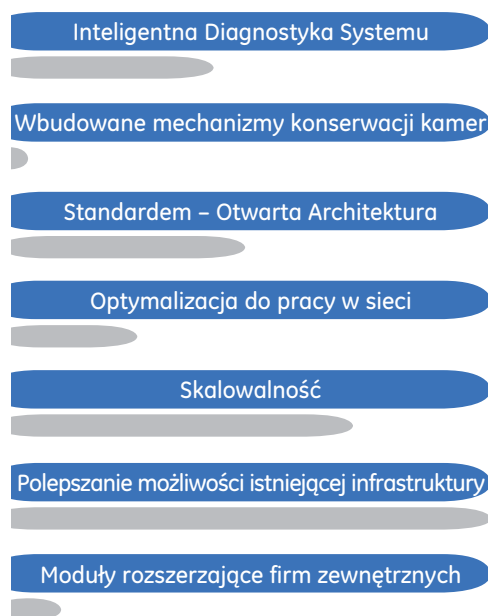 Inteligentna Diagnostyka Systemu
Wbudowane mechanizmy konserwacji kamer
Standardem – Otwarta Architektura
Optymalizacja do pracy w sieci
Skalowalność
Polepszanie możliwości istniejącej infrastruktury
Moduły rozszerzające firm zewnętrznych